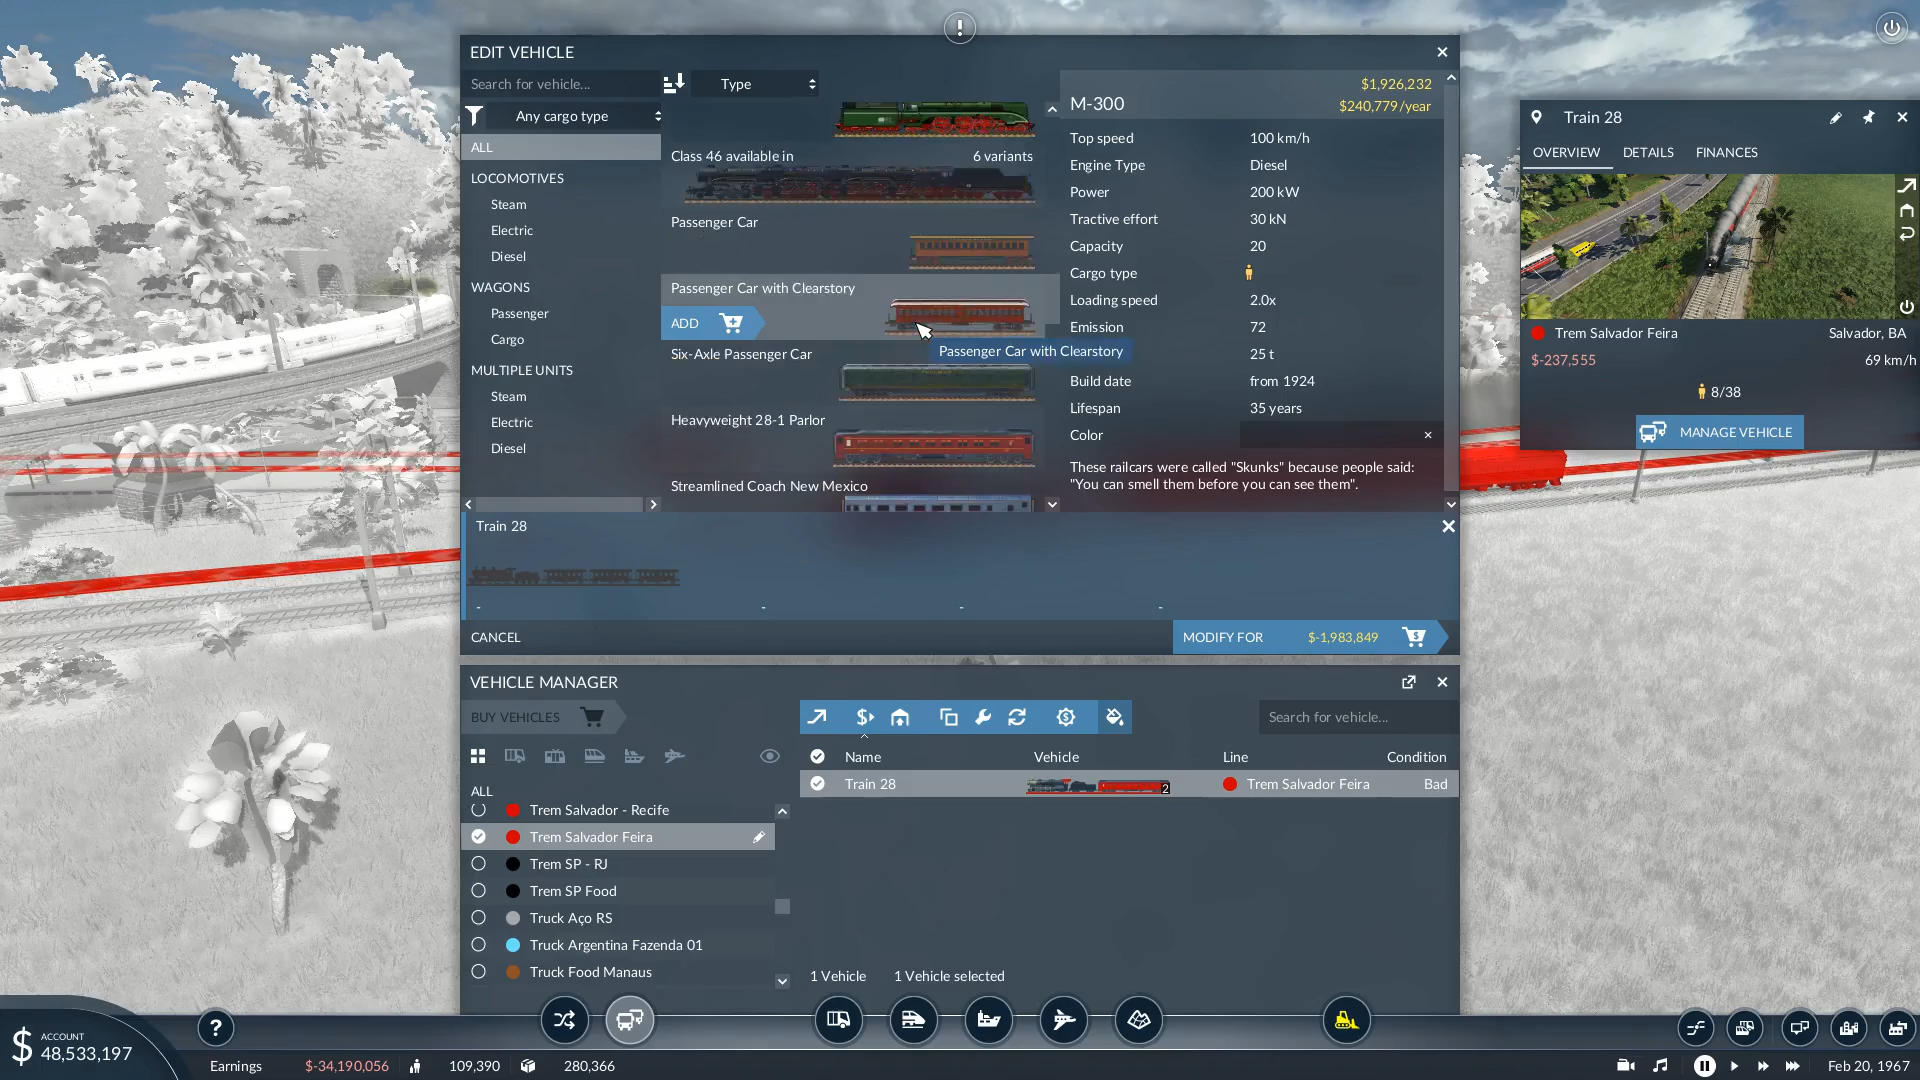 EDIT VEHICLE
Search for vehicle...
Type
Any cargo type
ALL
LOCOMOTIVES
Steam
Electric
Diesel
WAGONS
Passenger
Cargo
MULTIPLE UNITS
Steam
Electric
Diesel
Class 46 available in 6 variants
Passenger Car
Passenger Car with Clearstory
ADD
Passenger Car with Clearstory
Six-Axle Passenger Car
Heavyweight 28-1 Parlor
Streamlined Coach New Mexico
$1,926,232
M-300
$240,779/year
Top speed 100 km/h
Engine Type Diesel
Power 200 kW
Tractive effort 30 kN
Capacity 20
Cargo type
Loading speed 2.0x
Emission 72
25 t
Build date from 1924
Lifespan 35 years
Color
These railcars were called "Skunks" because people said:
"You can smell them before you can see them".
Train 28
- - - -
CANCEL
MODIFY FOR $-1,983,849
Train 28
OVERVIEW DETAILS FINANCES
Trem Salvador Feira Salvador, BA
$-237,555 69 km/h
8/38
MANAGE VEHICLE
VEHICLE MANAGER
BUY VEHICLES
Search for vehicle...
ALL
Trem Salvador - Recife
Trem Salvador Feira
Trem SP - RJ
Trem SP Food
Truck Aço RS
Truck Argentina Fazenda 01
Truck Food Manaus
Name Vehicle Line Condition
Train 28 2 Trem Salvador Feira Bad
1 Vehicle 1 Vehicle selected
ACCOUNT
$ 48,533,197
?
Earnings $-34,190,056 109,390 280,366
Feb 20, 1967